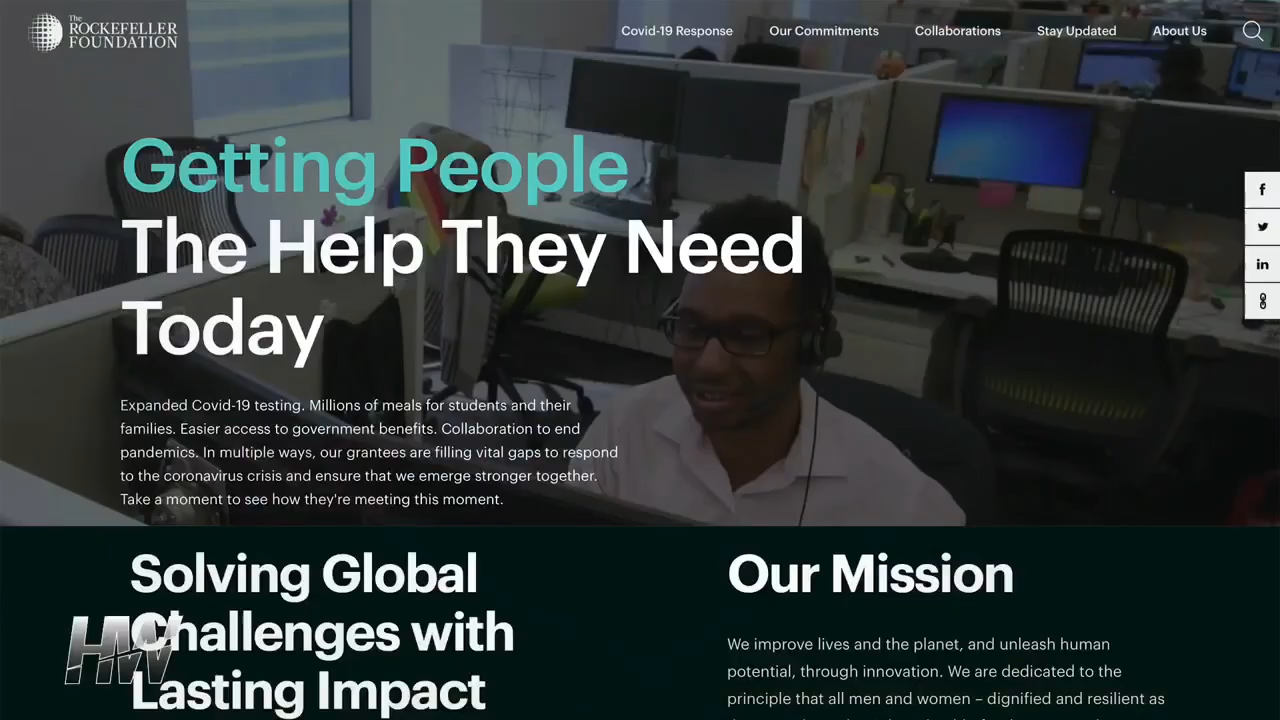 The
ROCKEFELLER
FOUNDATION
Covid-19 Response
Our Commitments
Collaborations
Stay Updated
About Us
Getting People
The Help They Need
Today
Expanded Covid-19 testing. Millions of meals for students and their
families. Easier access to government benefits. Collaboration to end
pandemics. In multiple ways, our grantees are filling vital gaps to respond
to the coronavirus crisis and ensure that we emerge stronger together.
Take a moment to see how they're meeting this moment.
Solving Global
Challenges with
Lasting Impact
HW
Our Mission
We improve lives and the planet, and unleash human
potential, through innovation. We are dedicated to the
principle that all men and women – dignified and resilient as